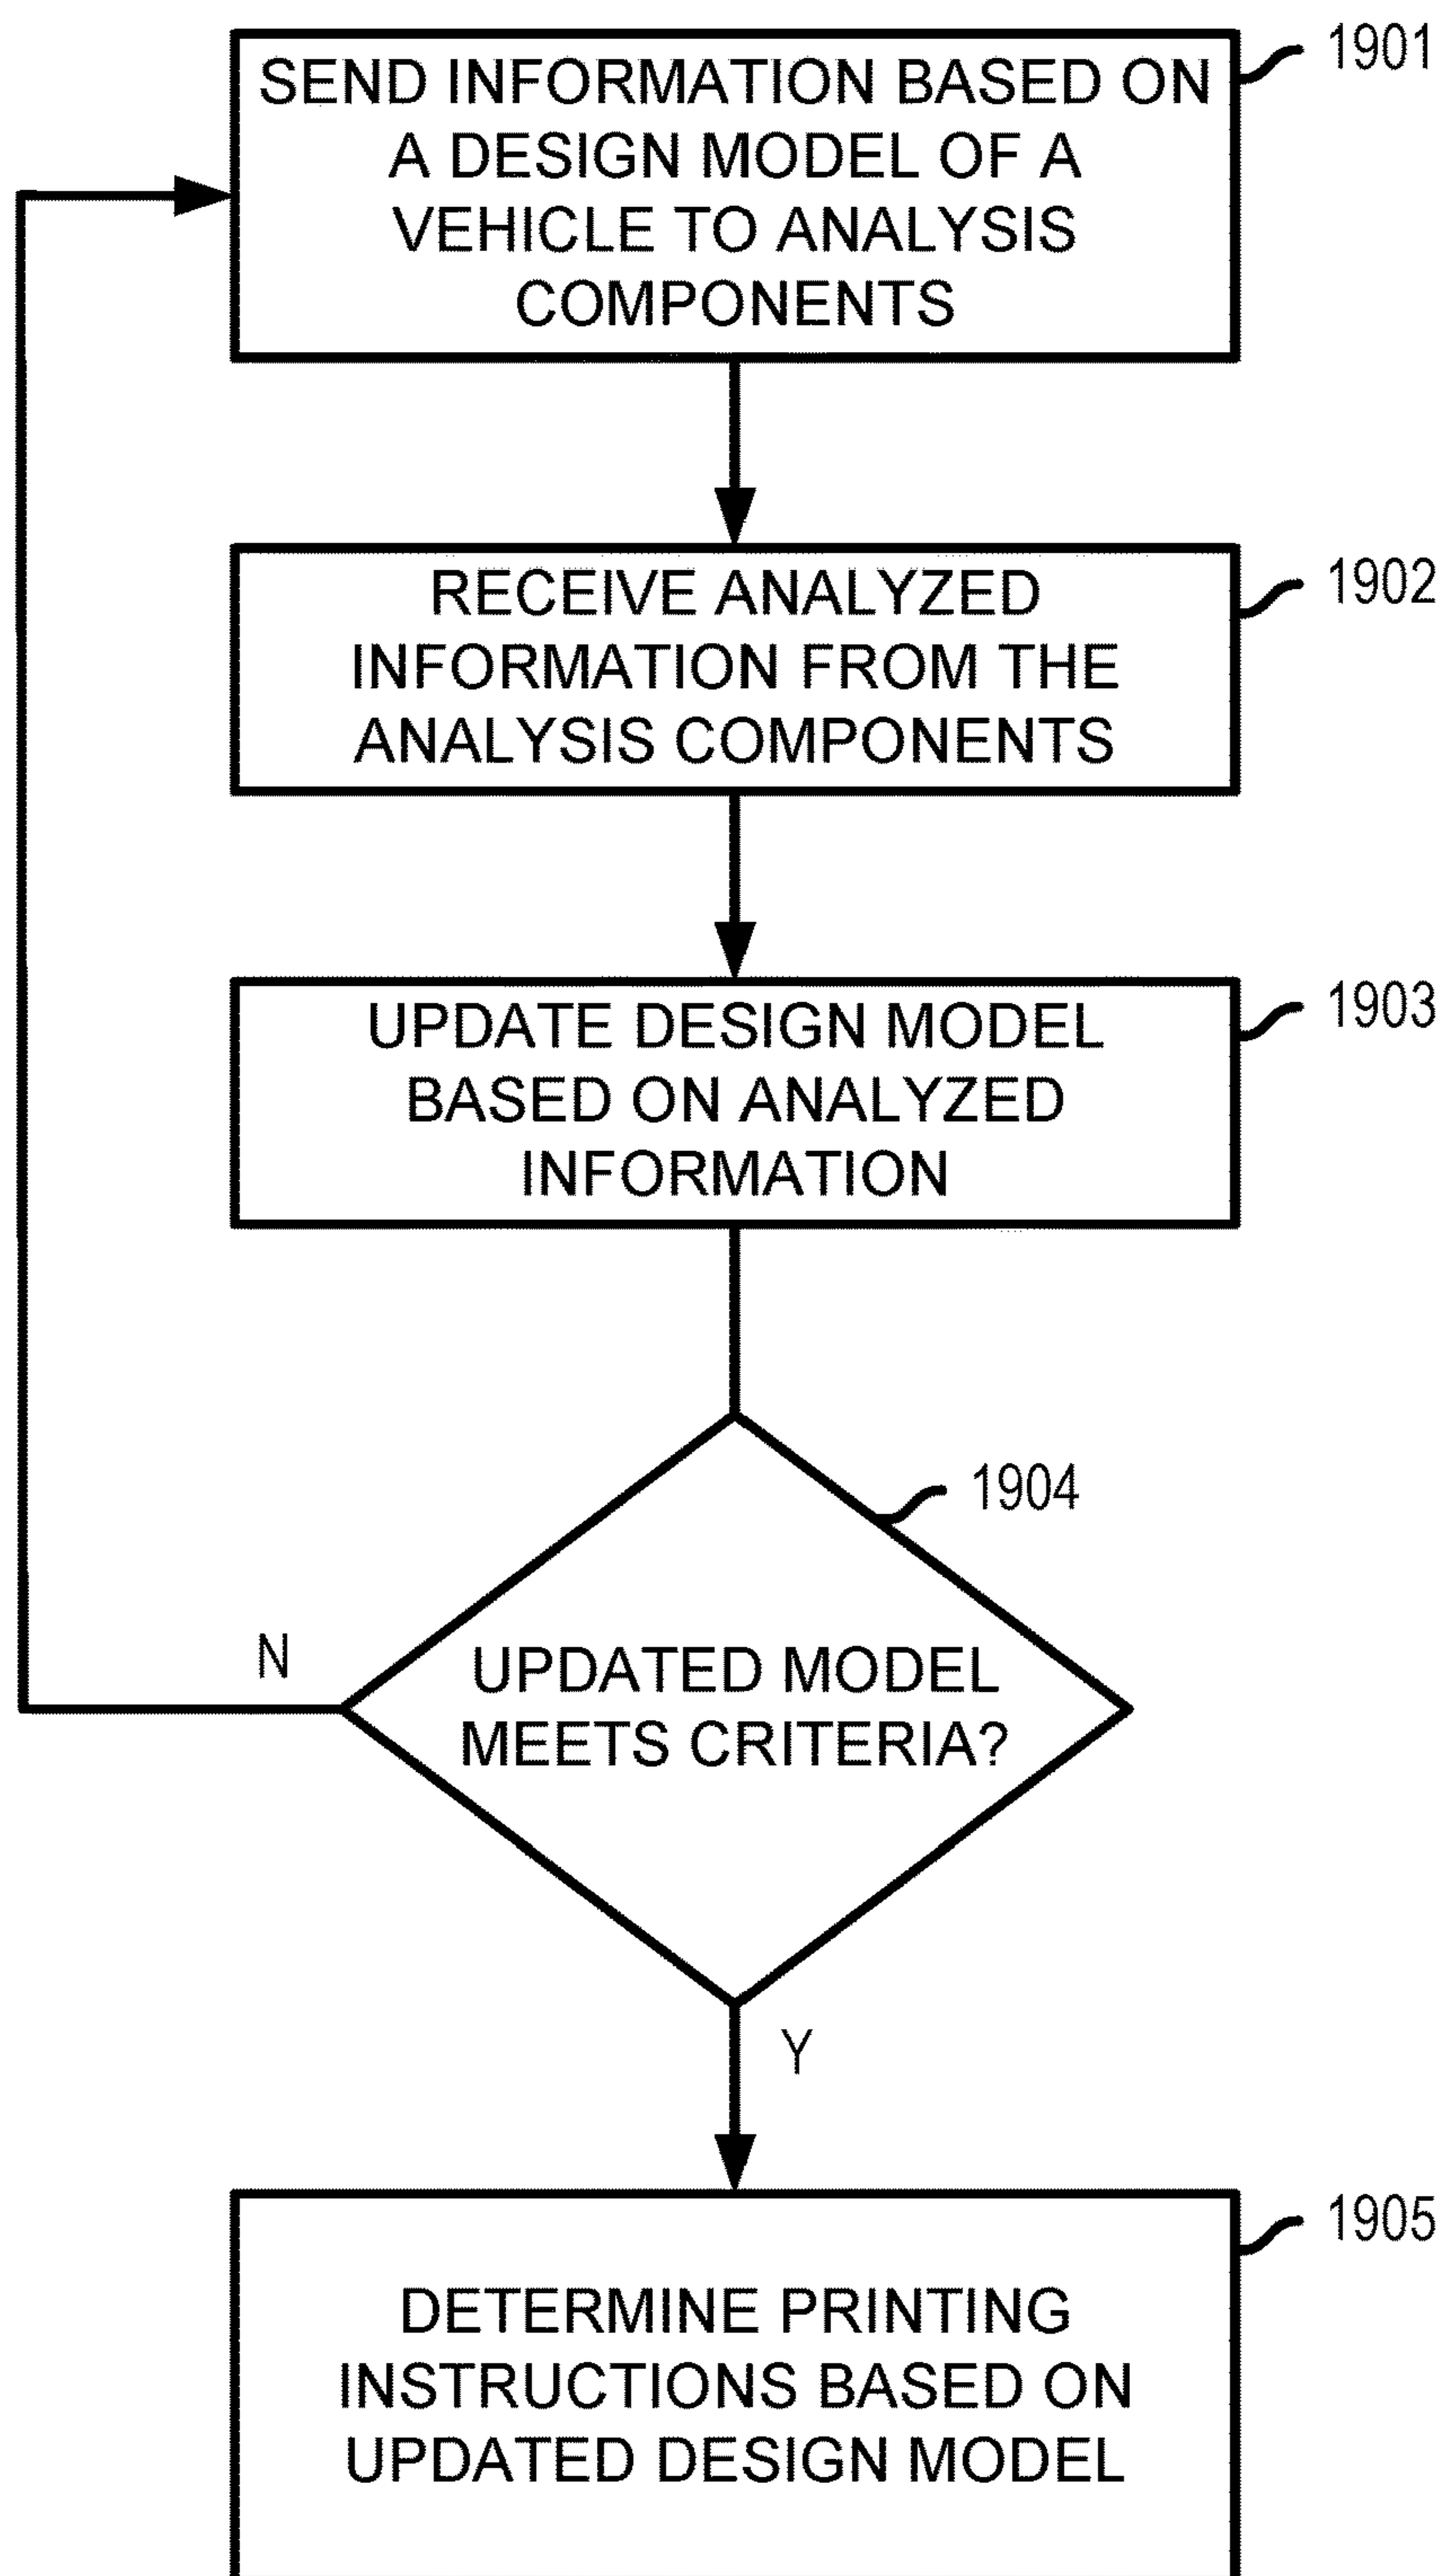 1901
SEND INFORMATION BASED ON
A DESIGN MODEL OF A
VEHICLE TO ANALYSIS
COMPONENTS
1902
RECEIVE ANALYZED
INFORMATION FROM THE
ANALYSIS COMPONENTS
1903
UPDATE DESIGN MODEL
BASED ON ANALYZED
INFORMATION
1904
N
UPDATED MODEL
MEETS CRITERIA?
Y
1905
DETERMINE PRINTING
INSTRUCTIONS BASED ON
UPDATED DESIGN MODEL